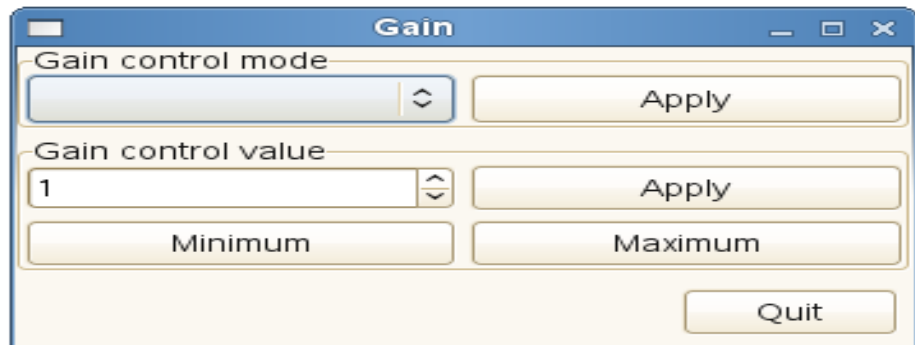 Gain
Gain control mode
Apply
Gain control value
1 Apply
Minimum Maximum
Quit